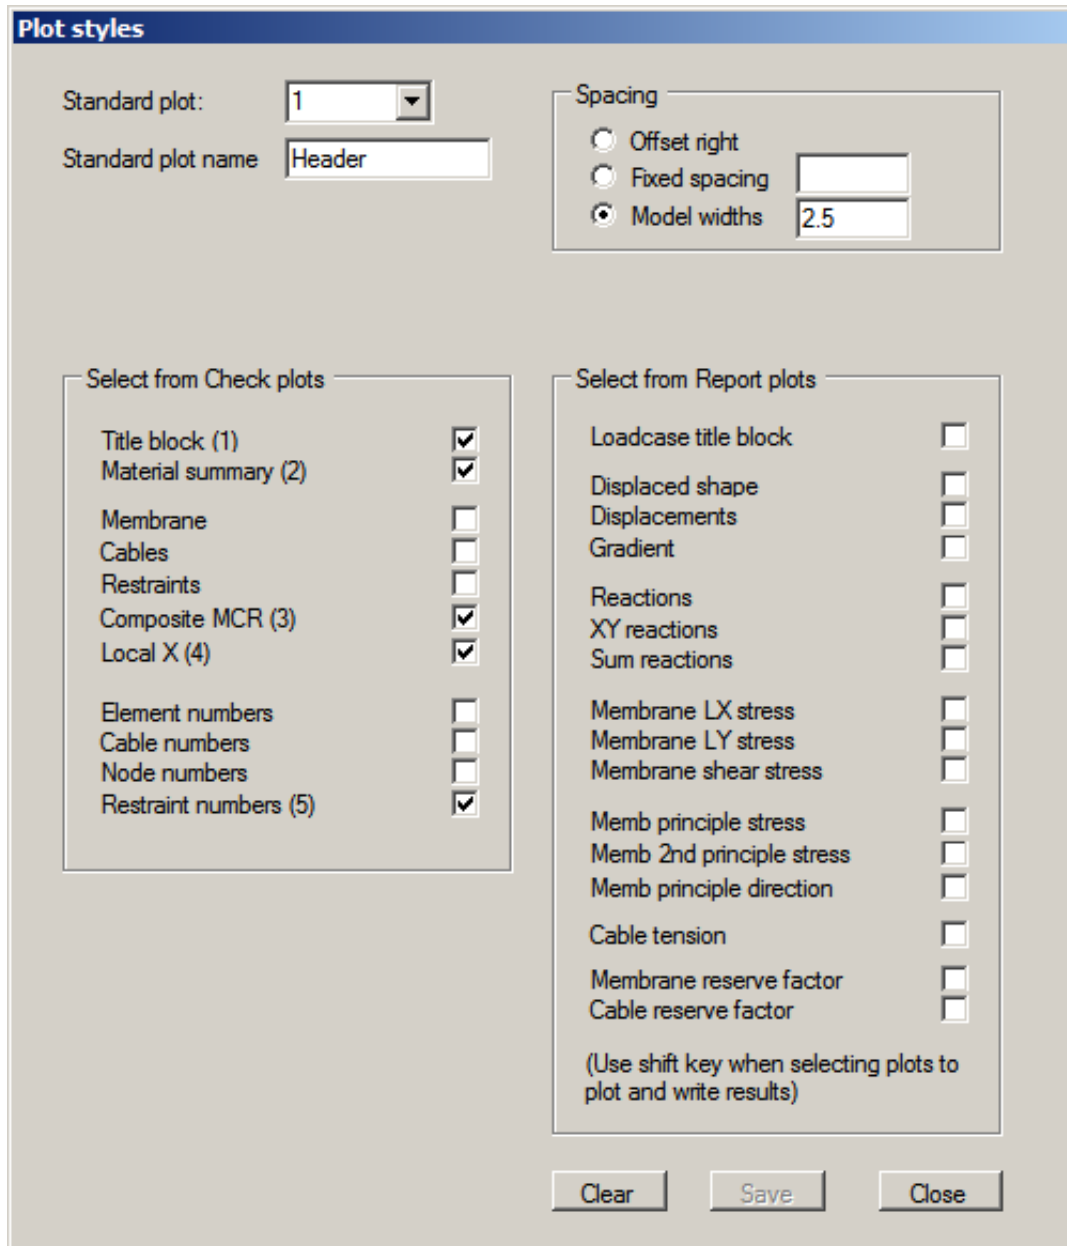 Plot styles
Standard plot: 1
Standard plot name Header
Spacing
Offset right
Fixed spacing
Model widths 2.5
Select from Check plots
Title block (1)
Material summary (2)
Membrane
Cables
Restraints
Composite MCR (3)
Local X (4)
Element numbers
Cable numbers
Node numbers
Restraint numbers (5)
Select from Report plots
Loadcase title block
Displaced shape
Displacements
Gradient
Reactions
XY reactions
Sum reactions
Membrane LX stress
Membrane LY stress
Membrane shear stress
Memb principle stress
Memb 2nd principle stress
Memb principle direction
Cable tension
Membrane reserve factor
Cable reserve factor
(Use shift key when selecting plots to
plot and write results)
Clear Save Close